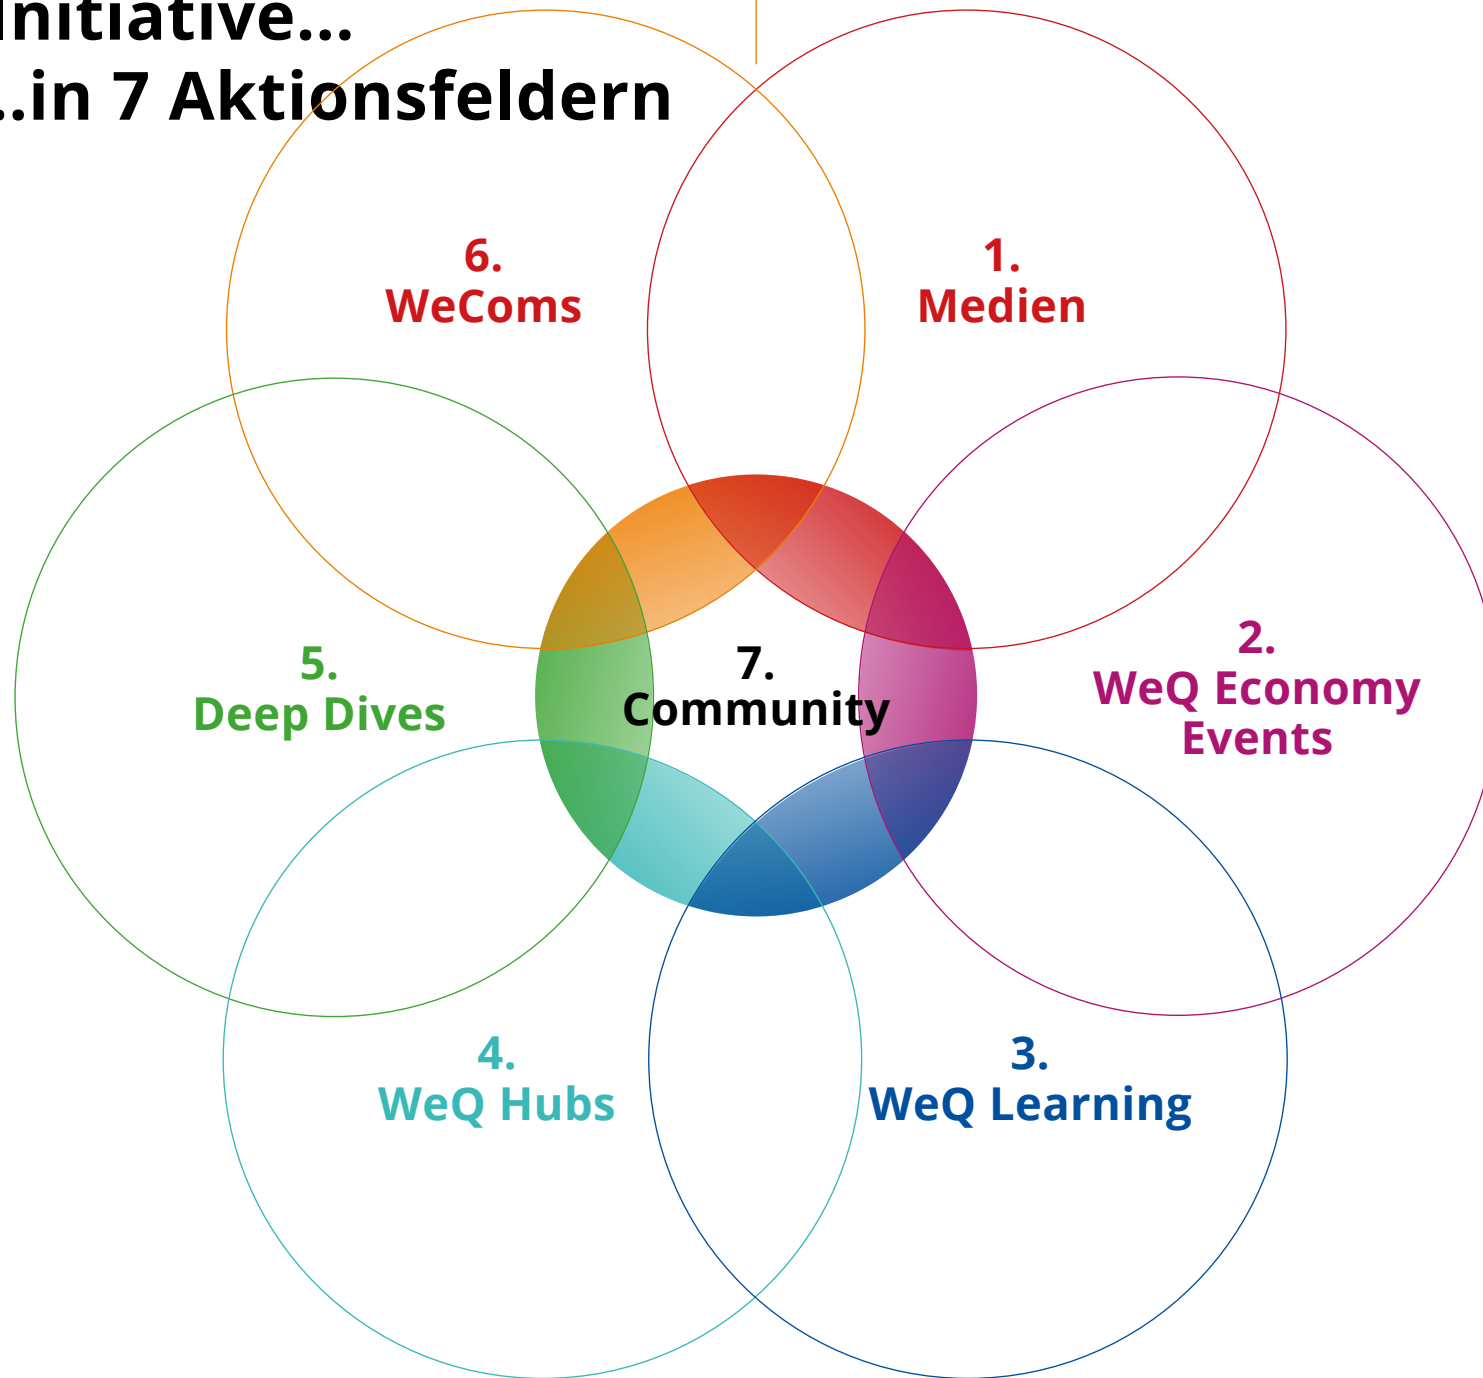 Initiative...
..in 7 Aktionsfeldern
6.
WeComs
1.
Medien
5.
Deep Dives
7.
Community
2.
WeQ Economy
Events
4.
WeQ Hubs
3.
WeQ Learning